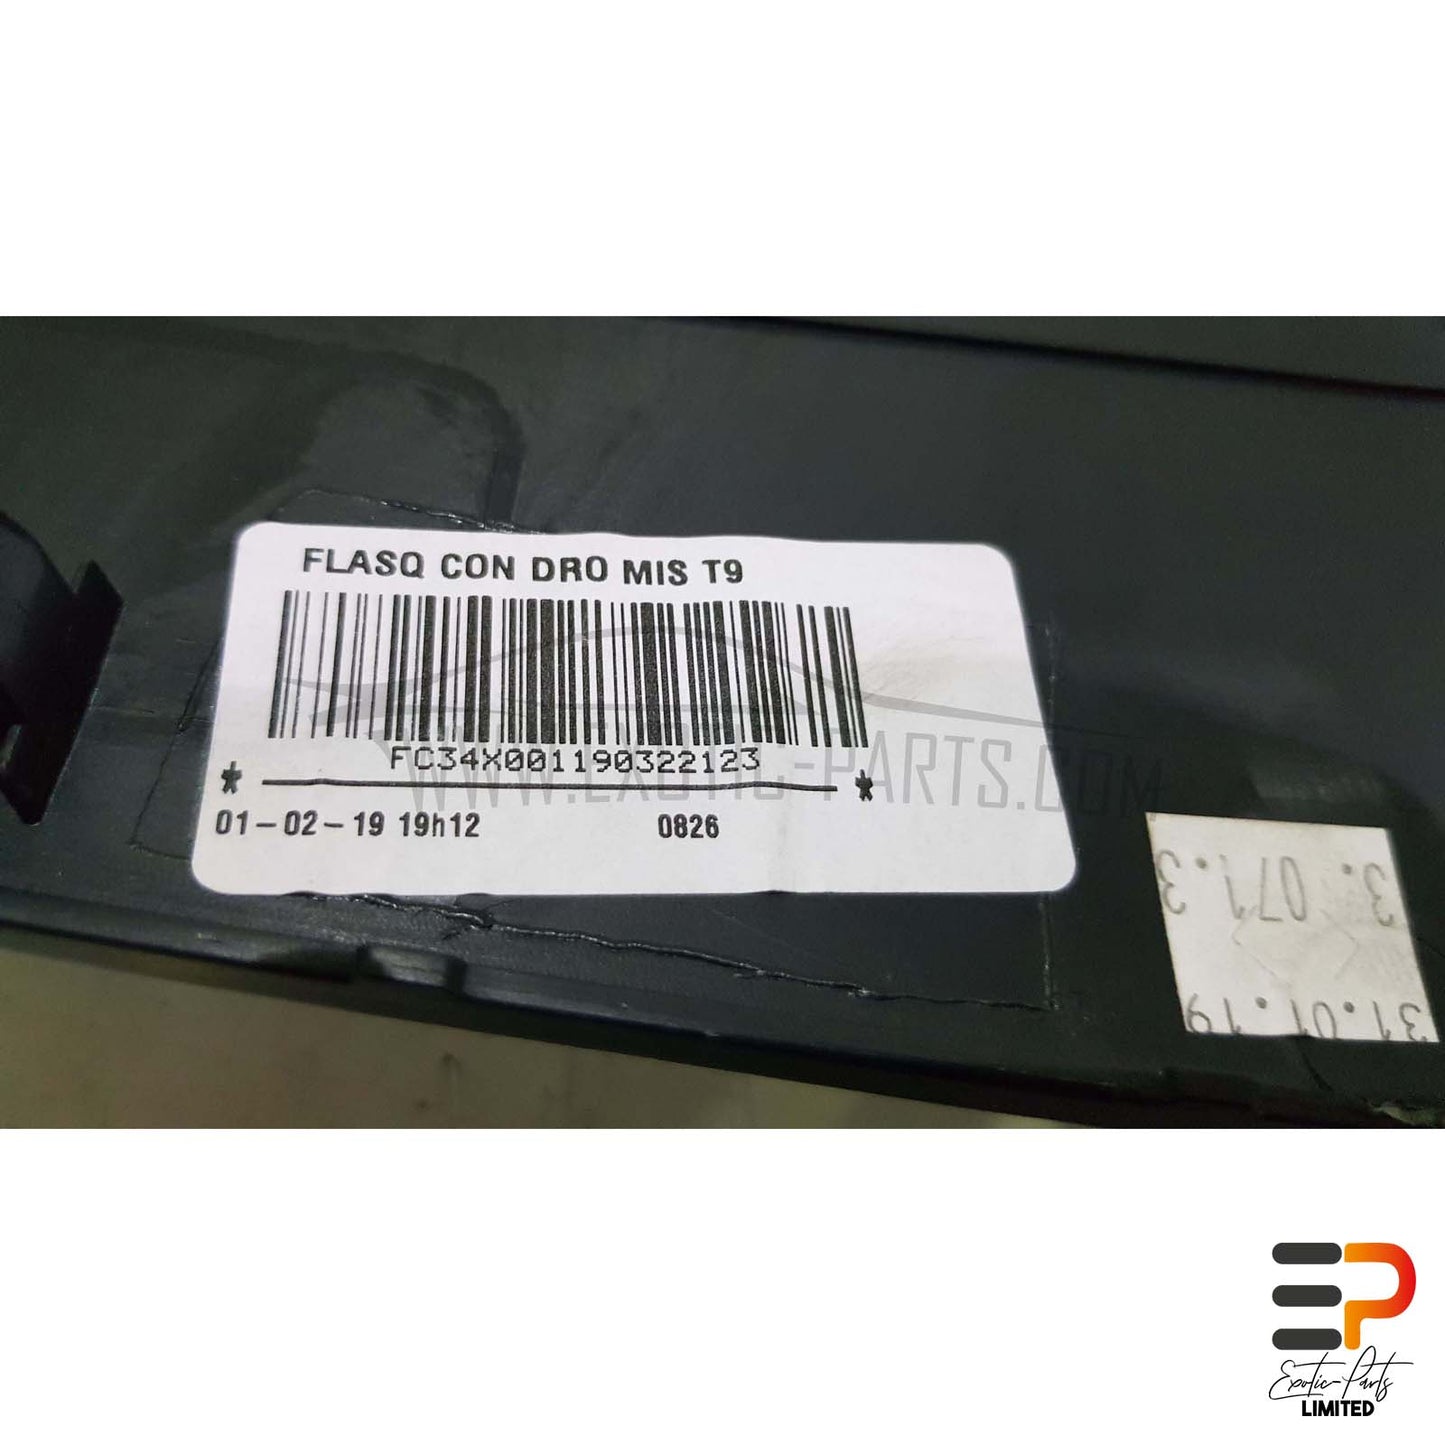 FLASQ CON DRO MIS T9
FC34X001190322123
* *
01-02-19 19h12 0826
WWW.EXOTIC-PARTS.COM
3. 071.3
31.01.19
EP
Exotic-Parts
LIMITED